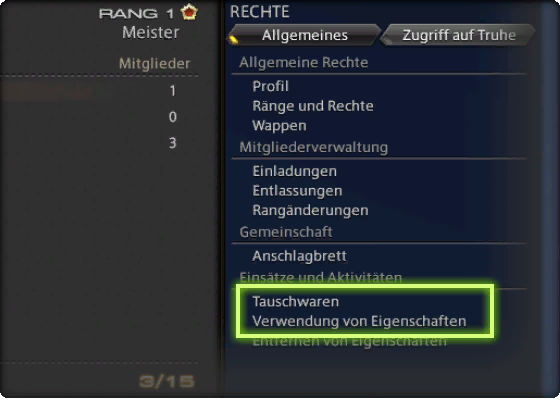 RANG 1
Meister
Mitglieder
1
0
3
3/15
RECHTE
Allgemeines
Zugriff auf Truhe
Allgemeine Rechte
Profil
Ränge und Rechte
Wappen
Mitgliederverwaltung
Einladungen
Entlassungen
Rangänderungen
Gemeinschaft
Anschlagbrett
Einsätze und Aktivitäten
Tauschwaren
Verwendung von Eigenschaften
Entfernen von Eigenschaften